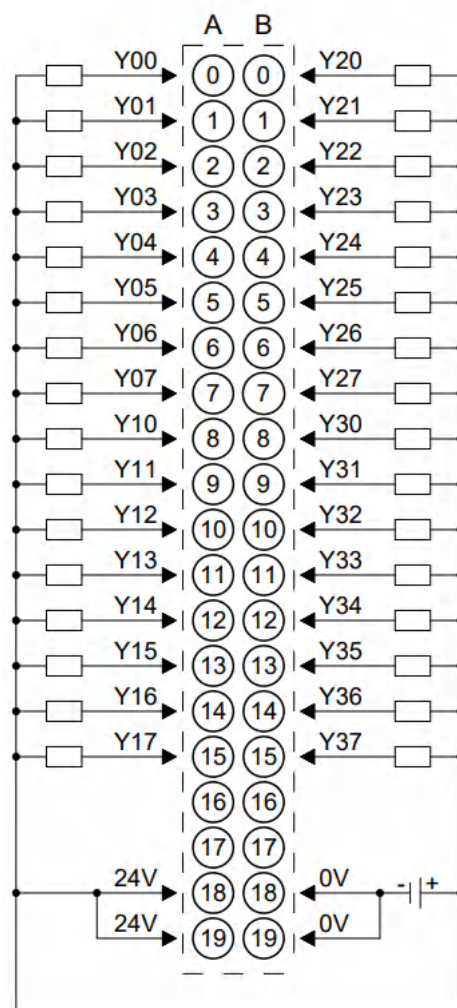 A B
Y00 0 0 Y20
Y01 1 1 Y21
Y02 2 2 Y22
Y03 3 3 Y23
Y04 4 4 Y24
Y05 5 5 Y25
Y06 6 6 Y26
Y07 7 7 Y27
Y10 8 8 Y30
Y11 9 9 Y31
Y12 10 10 Y32
Y13 11 11 Y33
Y14 12 12 Y34
Y15 13 13 Y35
Y16 14 14 Y36
Y17 15 15 Y37
16 16
17 17
24V 18 18 0V - +
24V 19 19 0V